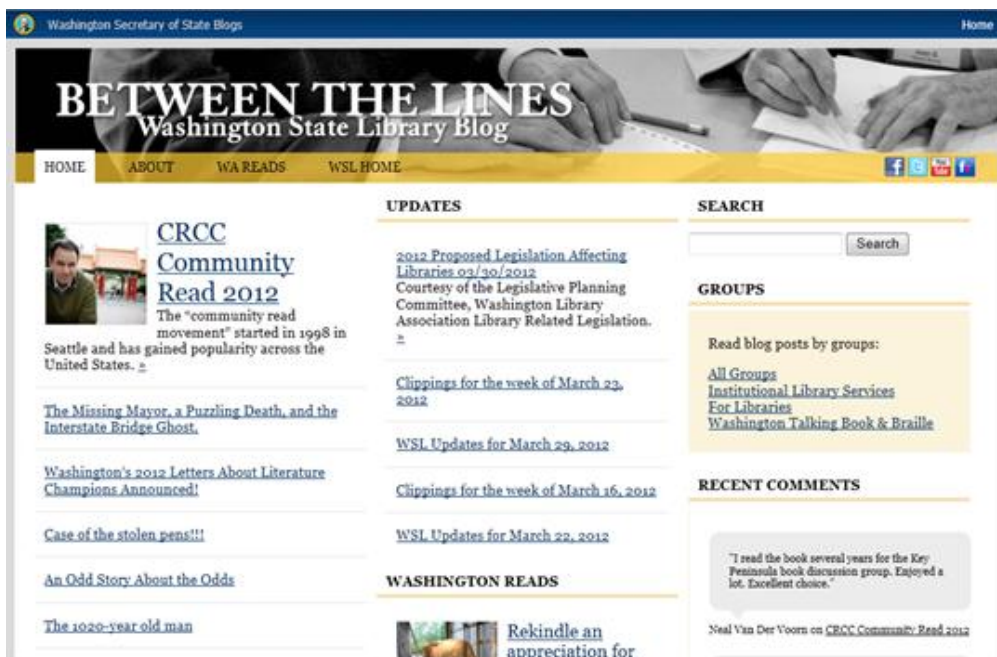 Washington Secretary of State Blogs
Home
BETWEEN THE LINES
Washington State Library Blog
HOME
ABOUT
WA READS
WSL HOME
CRCC
Community
Read 2012
The “community read
movement” started in 1998 in
Seattle and has gained popularity across the
United States. »
The Missing Mayor, a Puzzling Death, and the
Interstate Bridge Ghost.
Washington's 2012 Letters About Literature
Champions Announced!
Case of the stolen pens!!!
An Odd Story About the Odds
The 1020-year old man
UPDATES
2012 Proposed Legislation Affecting
Libraries 03/30/2012
Courtesy of the Legislative Planning
Committee, Washington Library
Association Library Related Legislation.
»
Clippings for the week of March 23,
2012
WSL Updates for March 29, 2012
Clippings for the week of March 16, 2012
WSL Updates for March 22, 2012
WASHINGTON READS
Rekindle an
appreciation for
SEARCH
Search
GROUPS
Read blog posts by groups:
All Groups
Institutional Library Services
For Libraries
Washington Talking Book & Braille
RECENT COMMENTS
"I read the book several years for the Key
Peninsula book discussion group. Enjoyed a
lot. Excellent choice."
Neal Van Der Voorn on CRCC Community Read 2012